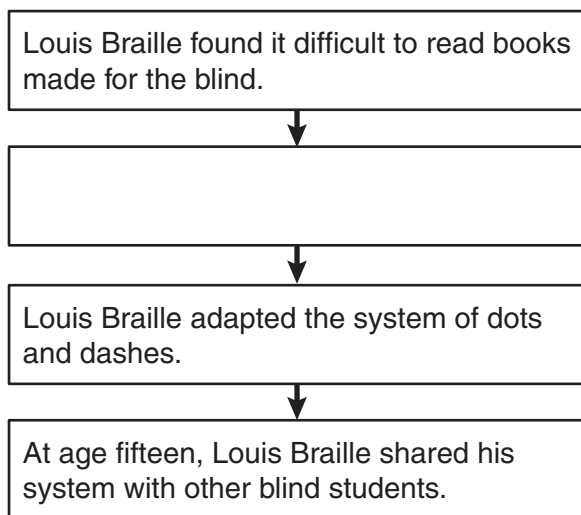 Louis Braille found it difficult to read books
made for the blind.
Louis Braille adapted the system of dots
and dashes.
At age fifteen, Louis Braille shared his
system with other blind students.